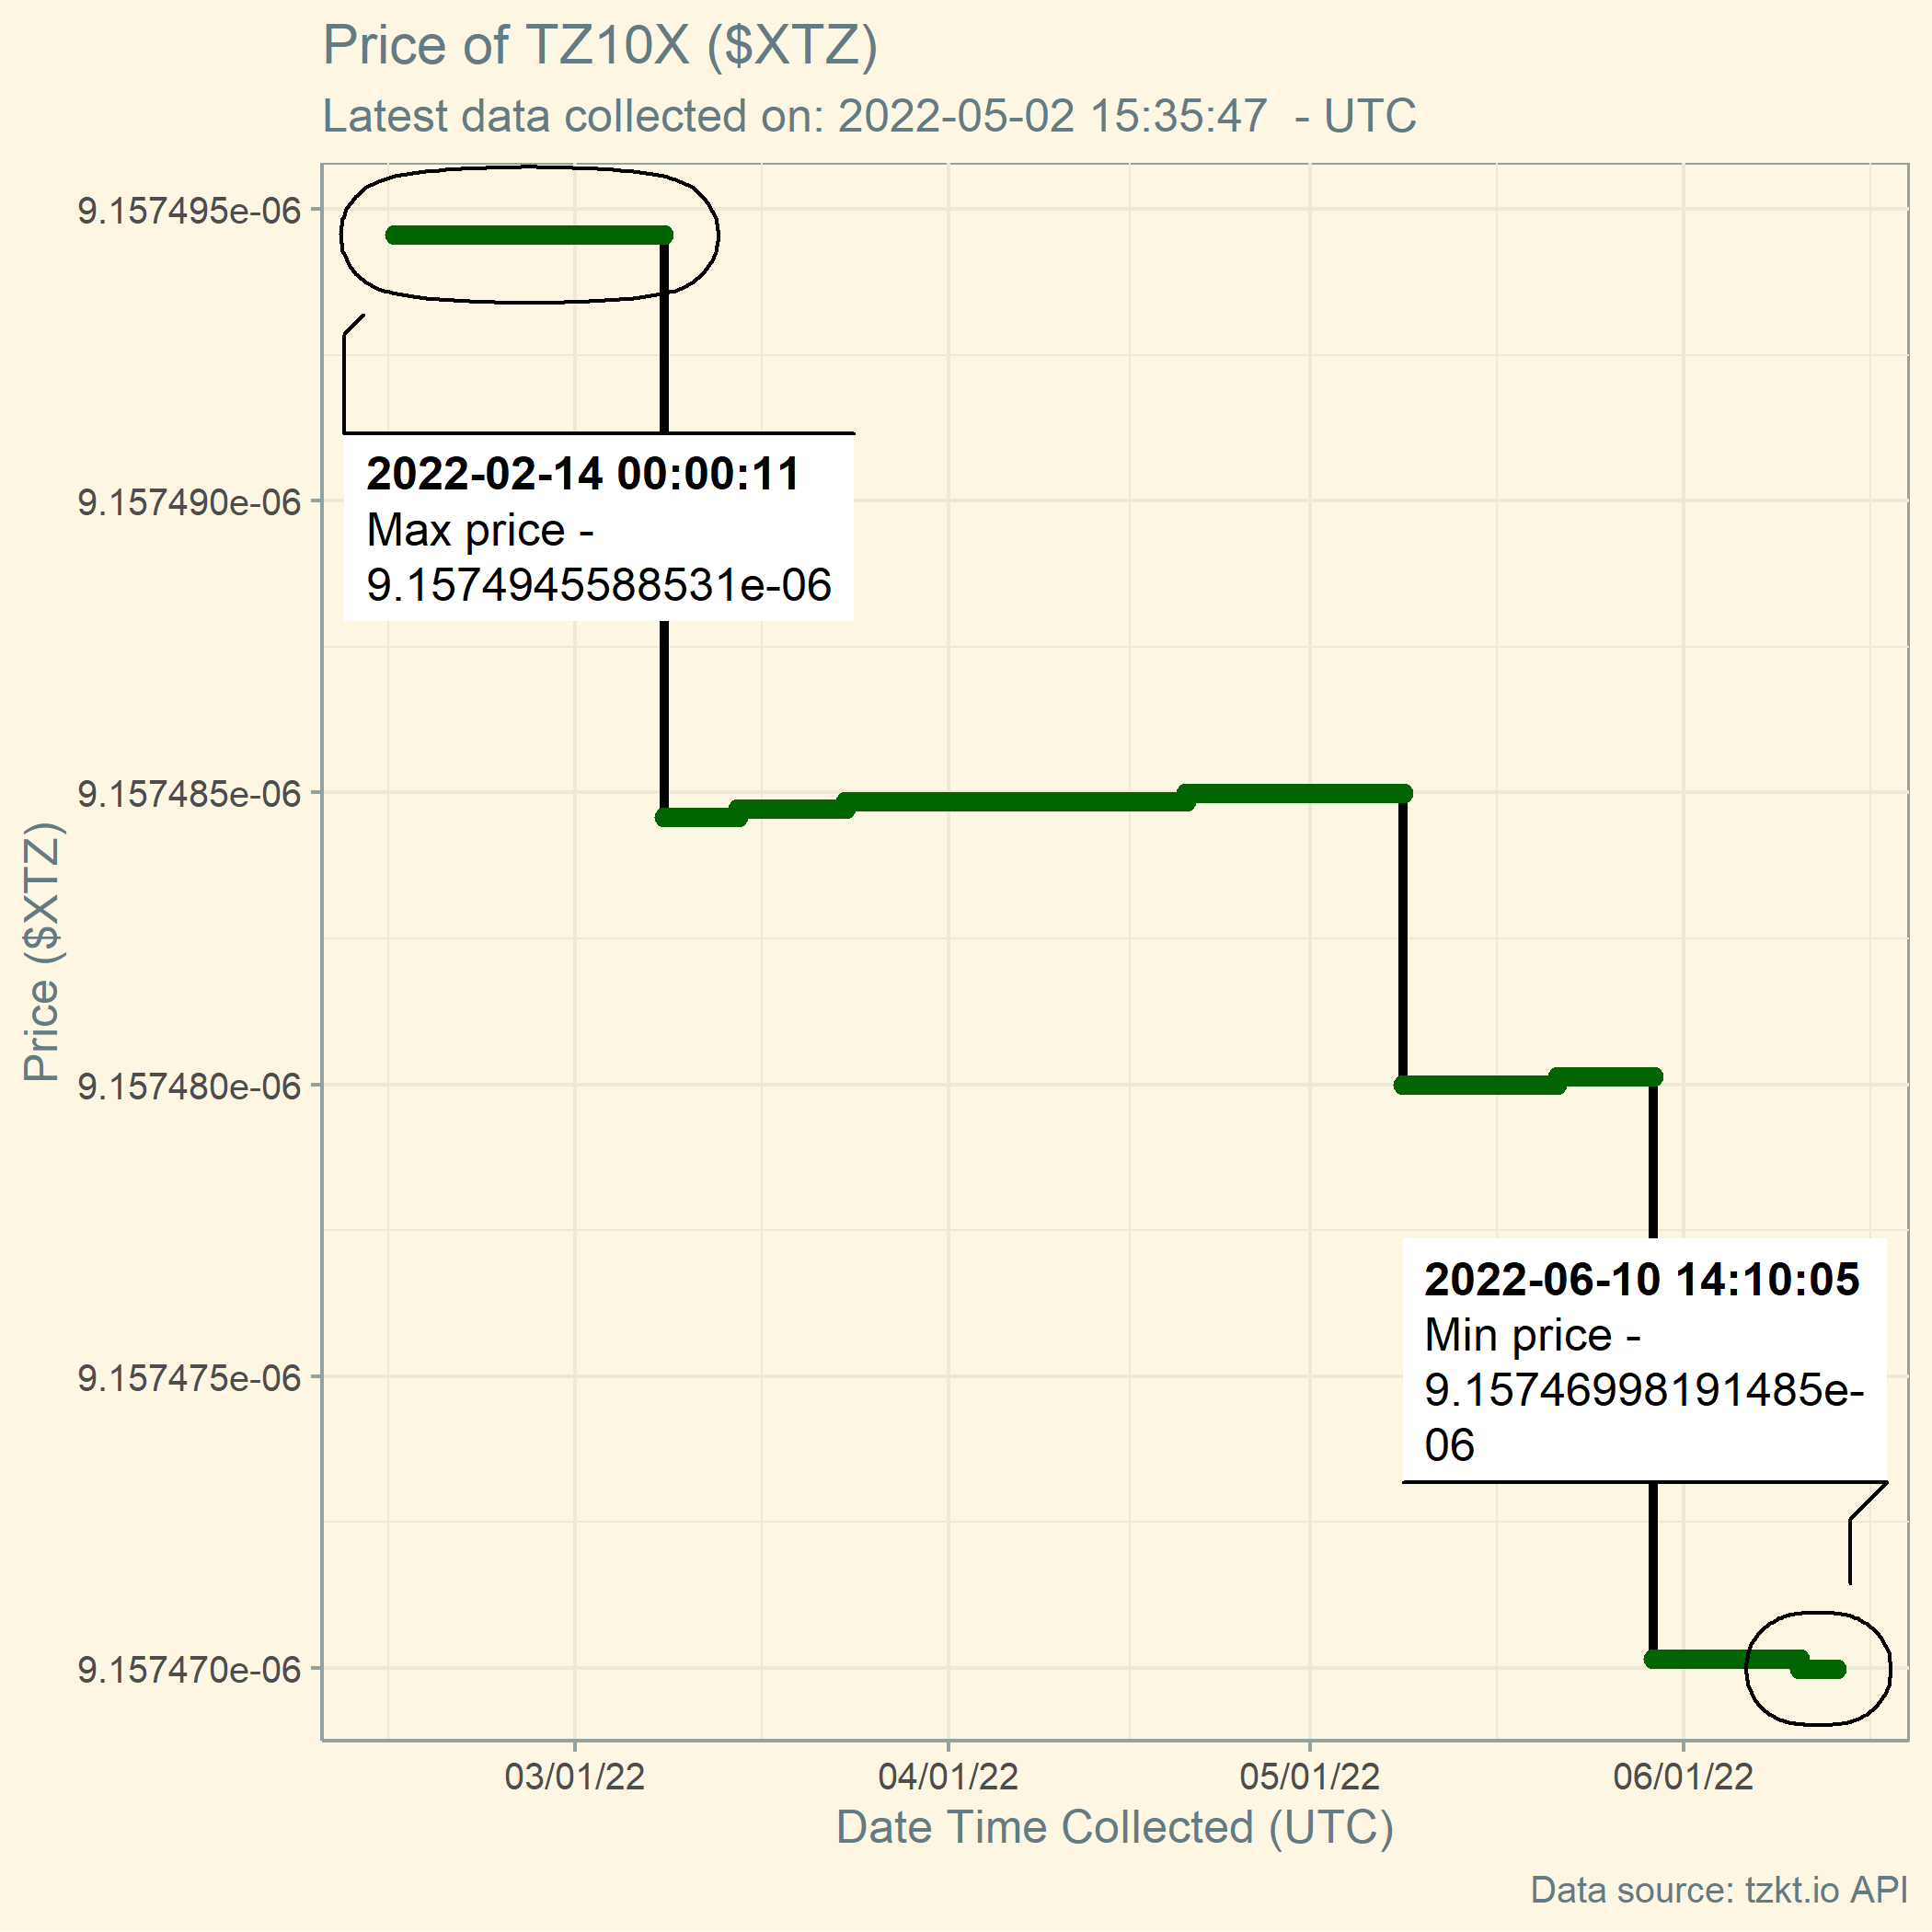 Price of TZ10X ($XTZ)
Latest data collected on: 2022-05-02 15:35:47  - UTC
9.157495e-06
9.157490e-06
9.157485e-06
9.157480e-06
9.157475e-06
9.157470e-06
Price ($XTZ)
2022-02-14 00:00:11
Max price -
9.1574945588531e-06
2022-06-10 14:10:05
Min price -
9.15746998191485e-
06
03/01/22
04/01/22
05/01/22
06/01/22
Date Time Collected (UTC)
Data source: tzkt.io API